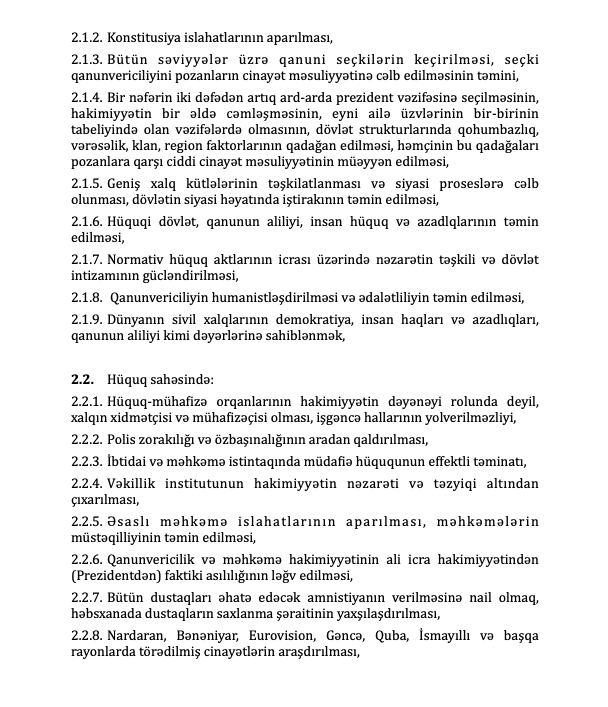 2.1.2. Konstitusiya islahatlarının aparılması,
2.1.3. Bütün səviyyələr üzrə qanuni seçkilərin keçirilməsi, seçki
qanunvericiliyini pozanların cinayət məsuliyyətinə cəlb edilməsinin təmini,
2.1.4. Bir nəfərin iki dəfədən artıq ard-arda prezident vəzifəsinə seçilməsinin,
hakimiyyətin bir əldə cəmləşməsinin, eyni ailə üzvlərinin bir-birinin
tabeliyində olan vəzifələrdə olmasının, dövlət strukturlarında qohumbazlıq,
vərəsəlik, klan, region faktorlarının qadağan edilməsi, həmçinin bu qadağaları
pozanlara qarşı ciddi cinayət məsuliyyətinin müəyyən edilməsi,
2.1.5. Geniş xalq kütlələrinin təşkilatlanması və siyasi proseslərə cəlb
olunması, dövlətin siyasi həyatında iştirakının təmin edilməsi,
2.1.6. Hüquqi dövlət, qanunun aliliyi, insan hüquq və azadlqlarının təmin
edilməsi,
2.1.7. Normativ hüquq aktlarının icrası üzərində nəzarətin təşkili və dövlət
intizamının gücləndirilməsi,
2.1.8. Qanunvericiliyin humanistləşdirilməsi və ədalətliliyin təmin edilməsi,
2.1.9. Dünyanın sivil xalqlarının demokratiya, insan haqları və azadlıqları,
qanunun aliliyi kimi dəyərlərinə sahiblənmək,
2.2. Hüquq sahəsində:
2.2.1. Hüquq-mühafizə orqanlarının hakimiyyətin dəyənəyi rolunda deyil,
xalqın xidmətçisi və mühafizəçisi olması, işgəncə hallarının yolverilməzliyi,
2.2.2. Polis zorakılığı və özbaşınalığının aradan qaldırılması,
2.2.3. İbtidai və məhkəmə istintaqında müdafiə hüququnun effektli təminatı,
2.2.4. Vəkillik institutunun hakimiyyətin nəzarəti və təzyiqi altından
çıxarılması,
2.2.5. Əsaslı məhkəmə islahatlarının aparılması, məhkəmələrin
müstəqilliyinin təmin edilməsi,
2.2.6. Qanunvericilik və məhkəmə hakimiyyətinin ali icra hakimiyyətindən
(Prezidentdən) faktiki asılılığının ləğv edilməsi,
2.2.7. Bütün dustaqları əhatə edəcək amnistiyanın verilməsinə nail olmaq,
həbsxanada dustaqların saxlanma şəraitinin yaxşılaşdırılması,
2.2.8. Nardaran, Bənəniyar, Eurovision, Gəncə, Quba, İsmayıllı və başqa
rayonlarda törədilmiş cinayətlərin araşdırılması,